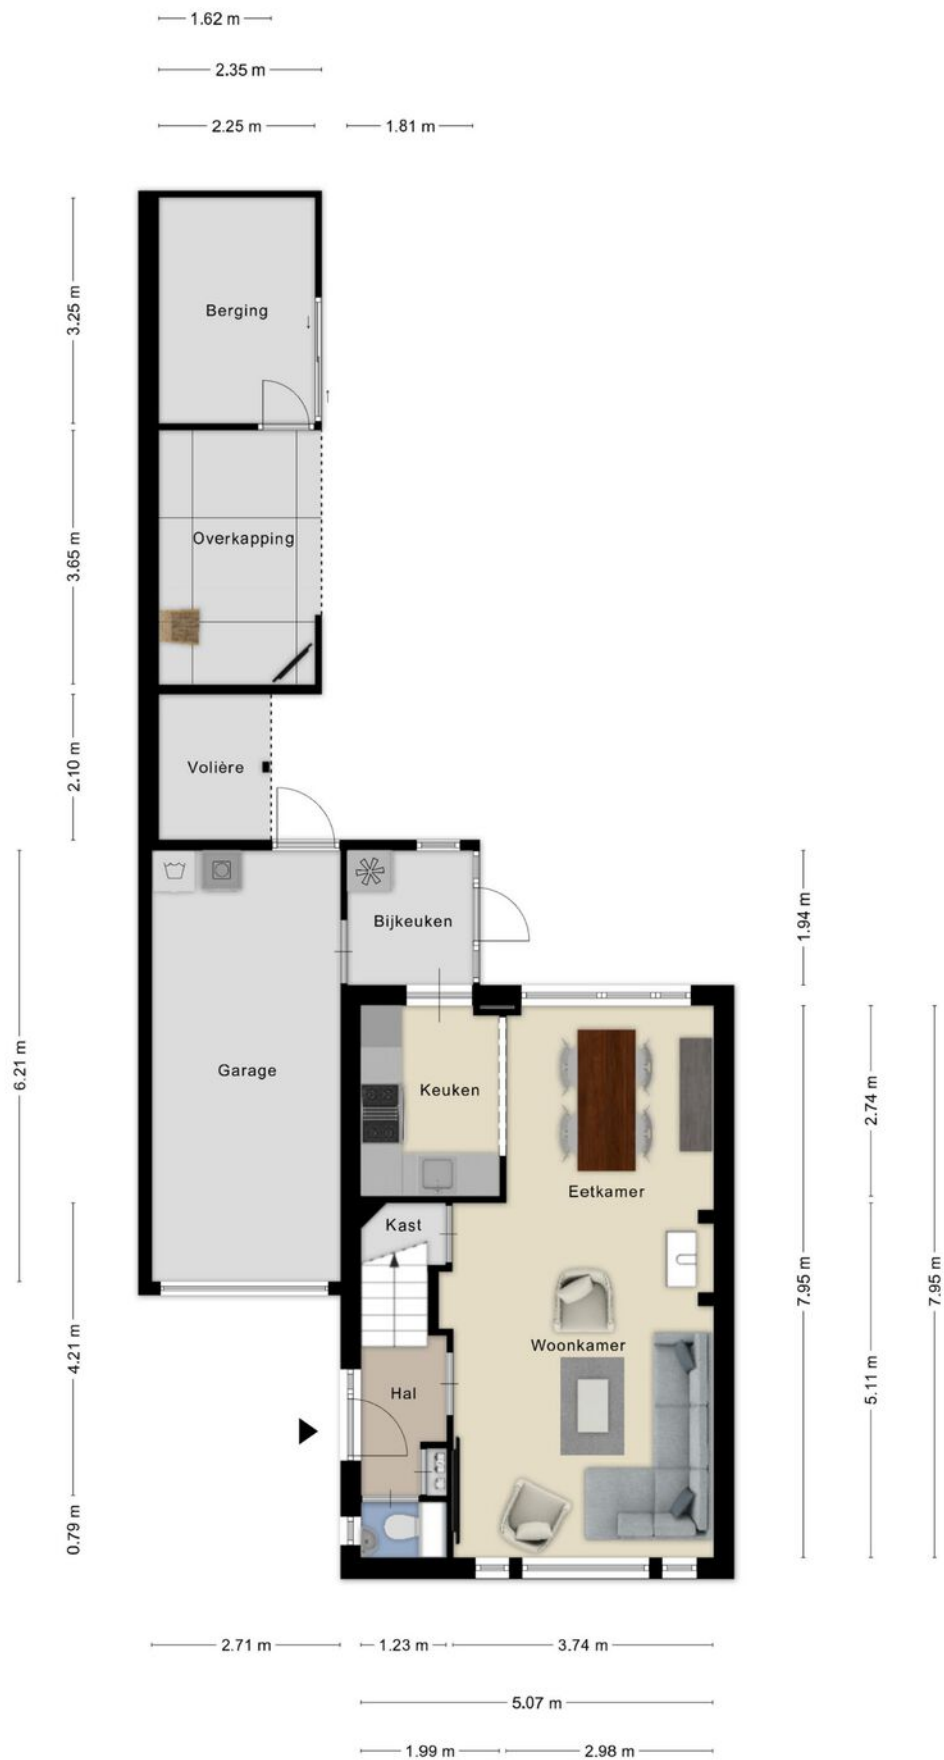 1.62 m
2.35 m
2.25 m
1.81 m
3.25 m
Berging
3.65 m
Overkapping
2.10 m
Volière
Bijkeuken
1.94 m
6.21 m
Garage
Keuken
2.74 m
Eetkamer
Kast
7.95 m
7.95 m
4.21 m
Woonkamer
5.11 m
Hal
0.79 m
2.71 m
1.23 m
3.74 m
5.07 m
1.99 m
2.98 m